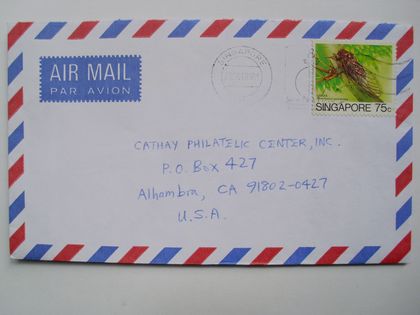 AIR MAIL
PAR AVION
SINGAPORE
SINGAPORE 75c
CATHAY PHILATELIC CENTER, INC.
P.O. BOX 427
Alhambra, CA 91802-0427
U.S.A.